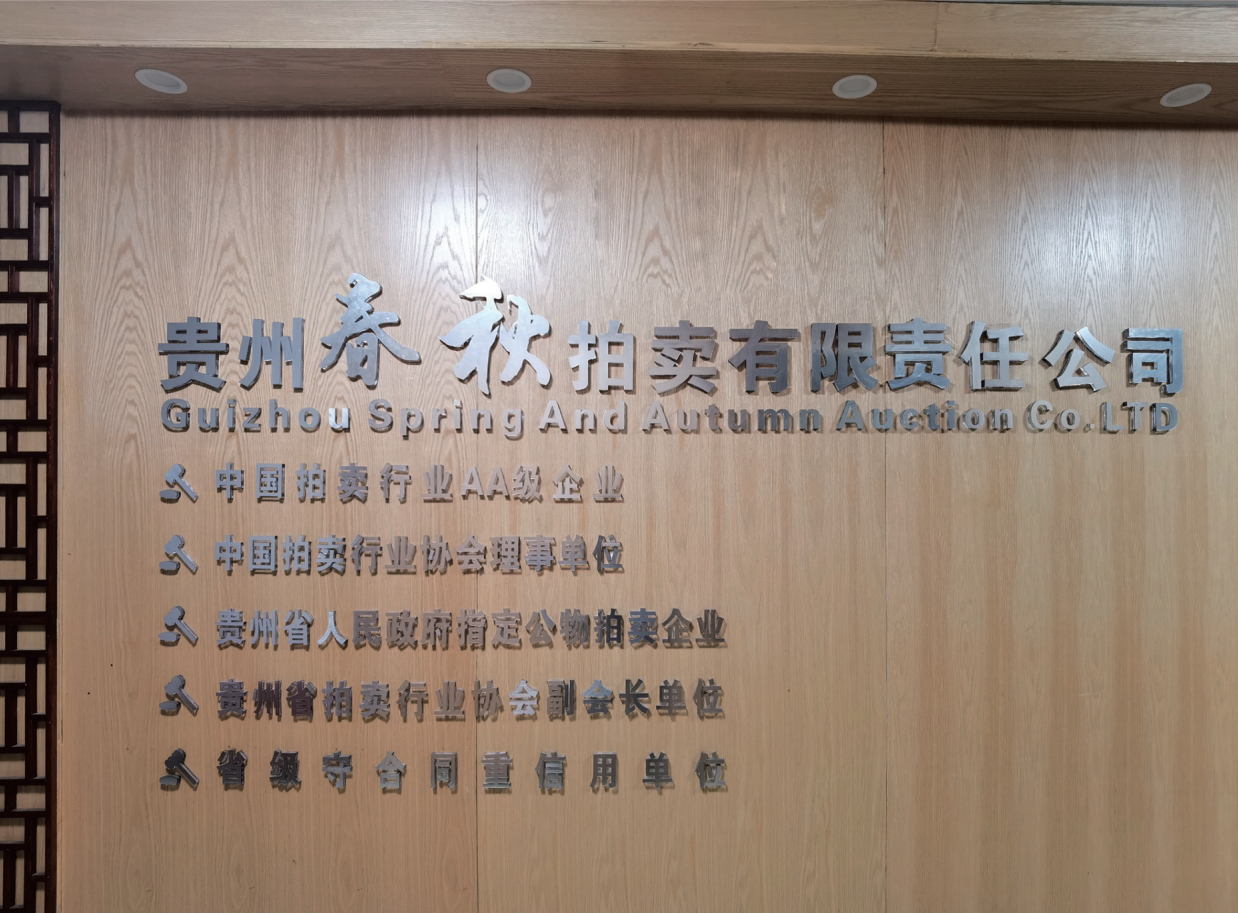 贵州春秋拍卖有限责任公司
Guizhou Spring And Autumn Auction Co.LTD
中国拍卖行业AA级企业
中国拍卖行业协会理事单位
贵州省人民政府指定公物拍卖企业
贵州省拍卖行业协会副会长单位
省级守合同重信用单位